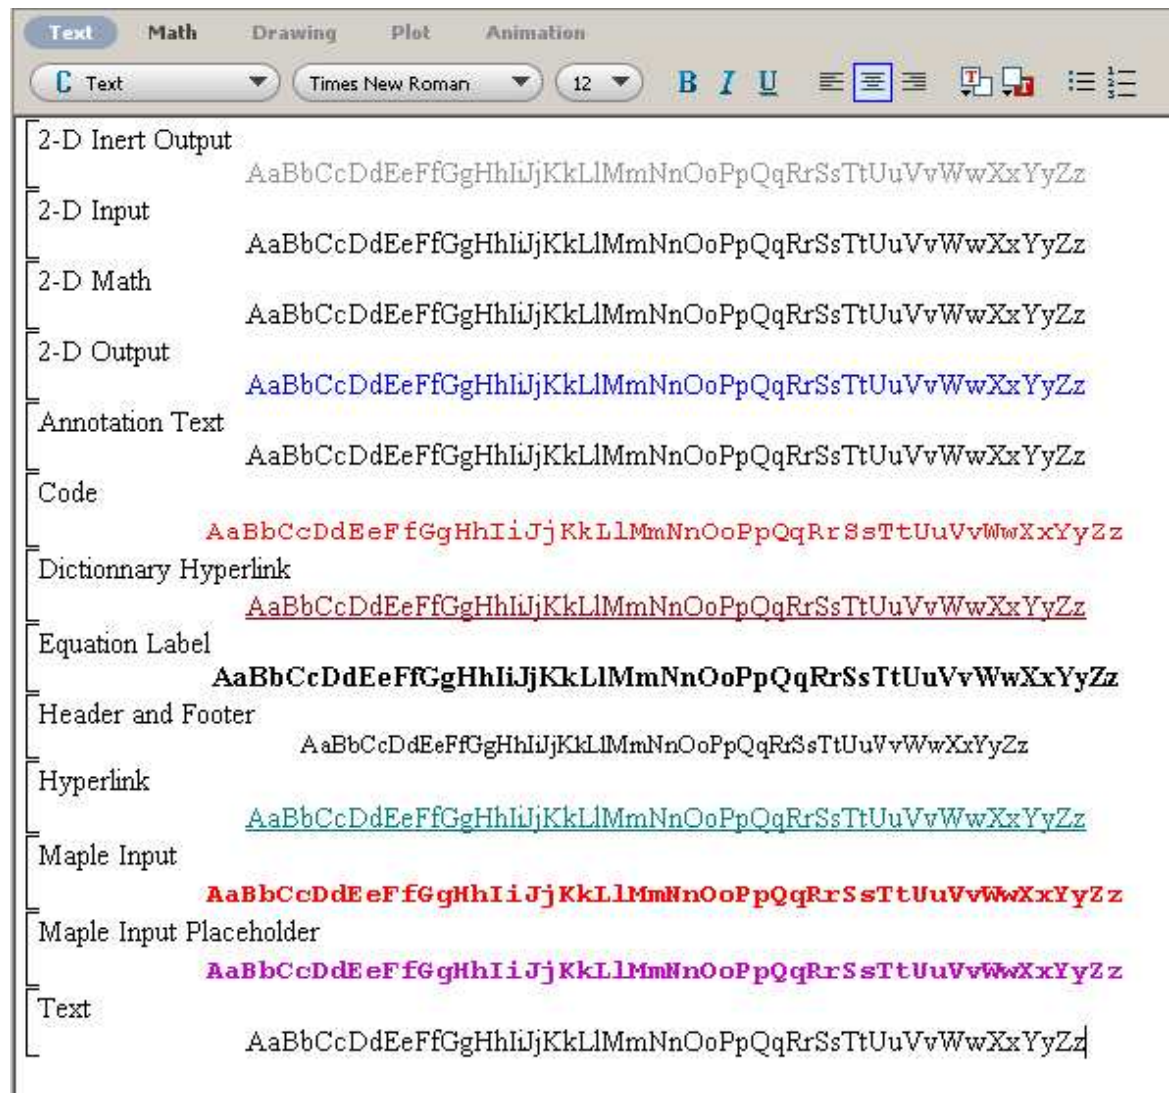 Text Math Drawing Plot Animation
C Text Times New Roman 12 B I U
2-D Inert Output
AaBbCcDdEeFfGgHhIiJjKkLlMmNnOoPpQqRrSsTtUuVvWwXxYyZz
2-D Input
AaBbCcDdEeFfGgHhIiJjKkLlMmNnOoPpQqRrSsTtUuVvWwXxYyZz
2-D Math
AaBbCcDdEeFfGgHhIiJjKkLlMmNnOoPpQqRrSsTtUuVvWwXxYyZz
2-D Output
AaBbCcDdEeFfGgHhIiJjKkLlMmNnOoPpQqRrSsTtUuVvWwXxYyZz
Annotation Text
AaBbCcDdEeFfGgHhIiJjKkLlMmNnOoPpQqRrSsTtUuVvWwXxYyZz
Code
AaBbCcDdEeFfGgHhIiJjKkLlMmNnOoPpQqRrSsTtUuVvWwXxYyZz
Dictionnary Hyperlink
AaBbCcDdEeFfGgHhIiJjKkLlMmNnOoPpQqRrSsTtUuVvWwXxYyZz
Equation Label
AaBbCcDdEeFfGgHhIiJjKkLlMmNnOoPpQqRrSsTtUuVvWwXxYyZz
Header and Footer
AaBbCcDdEeFfGgHhIiJjKkLlMmNnOoPpQqRrSsTtUuVvWwXxYyZz
Hyperlink
AaBbCcDdEeFfGgHhIiJjKkLlMmNnOoPpQqRrSsTtUuVvWwXxYyZz
Maple Input
AaBbCcDdEeFfGgHhIiJjKkLlMmNnOoPpQqRrSsTtUuVvWwXxYyZz
Maple Input Placeholder
AaBbCcDdEeFfGgHhIiJjKkLlMmNnOoPpQqRrSsTtUuVvWwXxYyZz
Text
AaBbCcDdEeFfGgHhIiJjKkLlMmNnOoPpQqRrSsTtUuVvWwXxYyZz